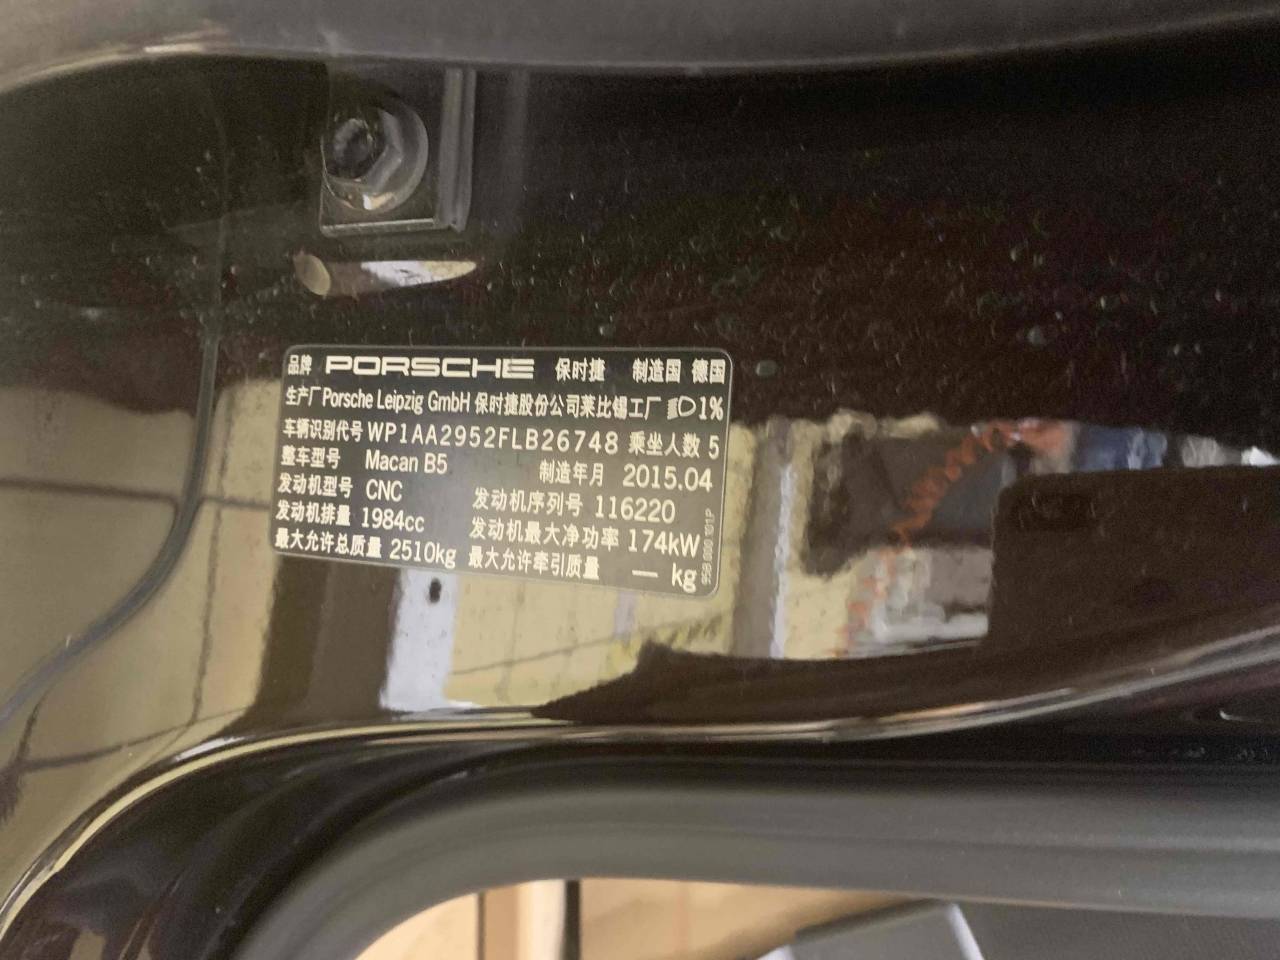 品牌 PORSCHE 保时捷 制造国 德国
生产厂 Porsche Leipzig GmbH 保时捷股份公司莱比锡工厂 1%
车辆识别代号 WP1AA2952FLB26748 乘坐人数 5
整车型号 Macan B5 制造年月 2015.04
发动机型号 CNC 发动机序列号 116220
发动机排量 1984cc 发动机最大净功率 174kW
最大允许总质量 2510kg 最大允许牵引质量 — kg
95B 000 101.P